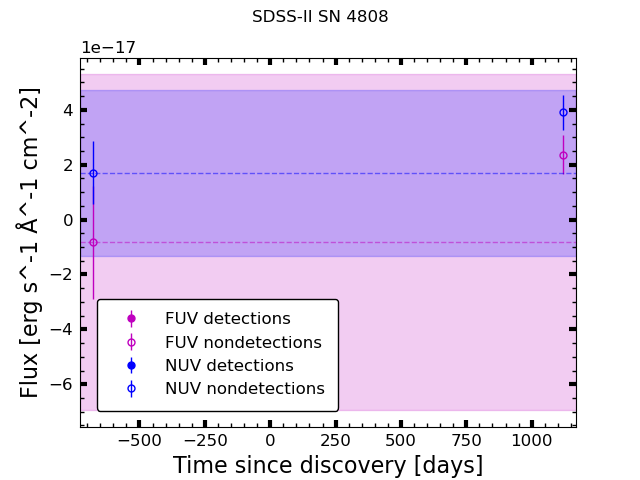 SDSS-II SN 4808
1e−17
4
2
0
−2
−4
−6
Flux [erg s^-1 Å^-1 cm^-2]
FUV detections
FUV nondetections
NUV detections
NUV nondetections
−500 −250 0 250 500 750 1000
Time since discovery [days]